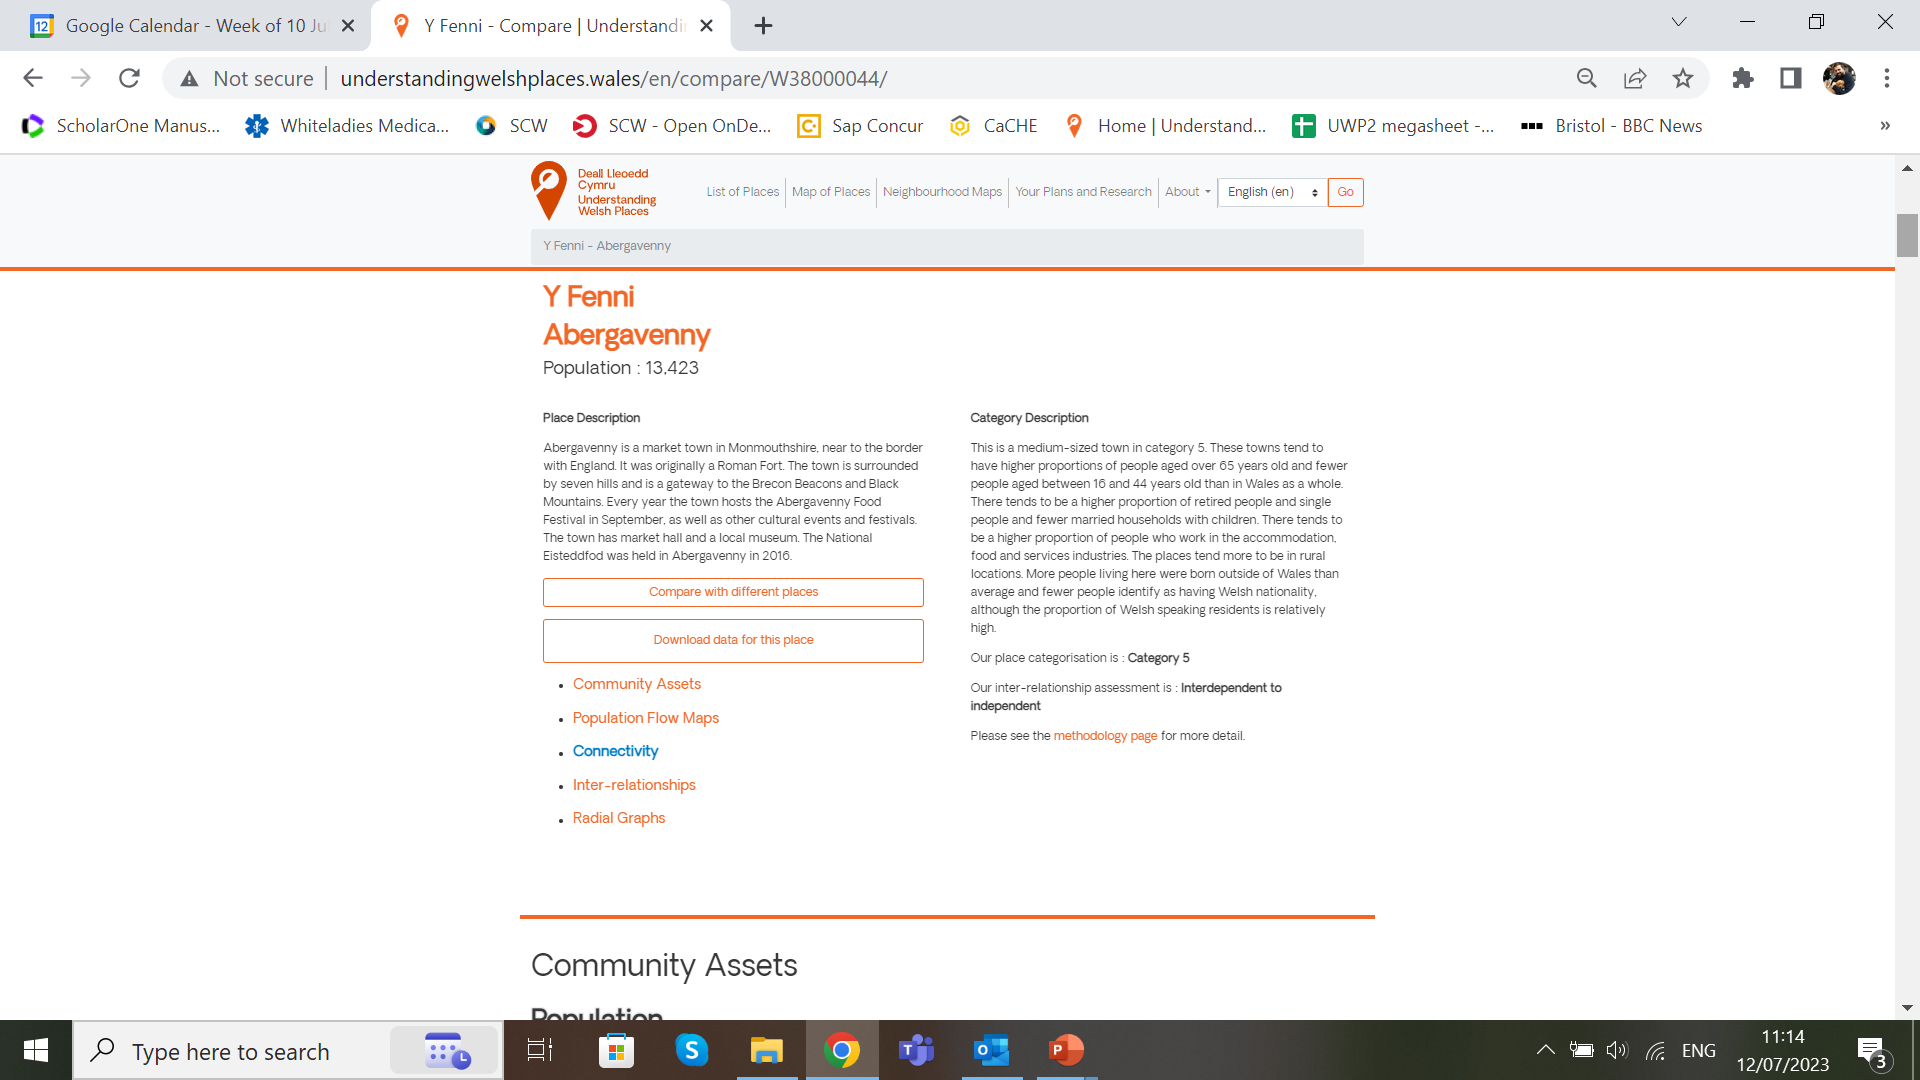 Google Calendar - Week of 10 Ju
Y Fenni - Compare | Understandi
Not secure
understandingwelshplaces.wales/en/compare/W38000044/
ScholarOne Manus...
Whiteladies Medica...
SCW
SCW - Open OnDe...
Sap Concur
CaCHE
Home | Understand...
UWP2 megasheet -...
Bristol - BBC News
»
Deall Lleoedd
Cymru
Understanding
Welsh Places
List of Places
Map of Places
Neighbourhood Maps
Your Plans and Research
About
English (en)
Go
Y Fenni - Abergavenny
Y Fenni
Abergavenny
Population : 13,423
Place Description
Abergavenny is a market town in Monmouthshire, near to the border
with England. It was originally a Roman Fort. The town is surrounded
by seven hills and is a gateway to the Brecon Beacons and Black
Mountains. Every year the town hosts the Abergavenny Food
Festival in September, as well as other cultural events and festivals.
The town has market hall and a local museum. The National
Eisteddfod was held in Abergavenny in 2016.
Compare with different places
Download data for this place
Community Assets
Population Flow Maps
Connectivity
Inter-relationships
Radial Graphs
Category Description
This is a medium-sized town in category 5. These towns tend to
have higher proportions of people aged over 65 years old and fewer
people aged between 16 and 44 years old than in Wales as a whole.
There tends to be a higher proportion of retired people and single
people and fewer married households with children. There tends to
be a higher proportion of people who work in the accommodation,
food and services industries. The places tend more to be in rural
locations. More people living here were born outside of Wales than
average and fewer people identify as having Welsh nationality,
although the proportion of Welsh speaking residents is relatively
high.
Our place categorisation is : Category 5
Our inter-relationship assessment is : Interdependent to
independent
Please see the methodology page for more detail.
Community Assets
Population
Type here to search
ENG
11:14
12/07/2023
3